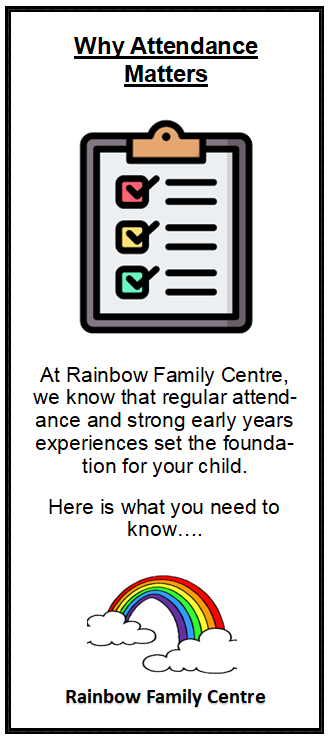 Why Attendance
Matters
At Rainbow Family Centre,
we know that regular attend-
ance and strong early years
experiences set the founda-
tion for your child.
Here is what you need to
know….
Rainbow Family Centre